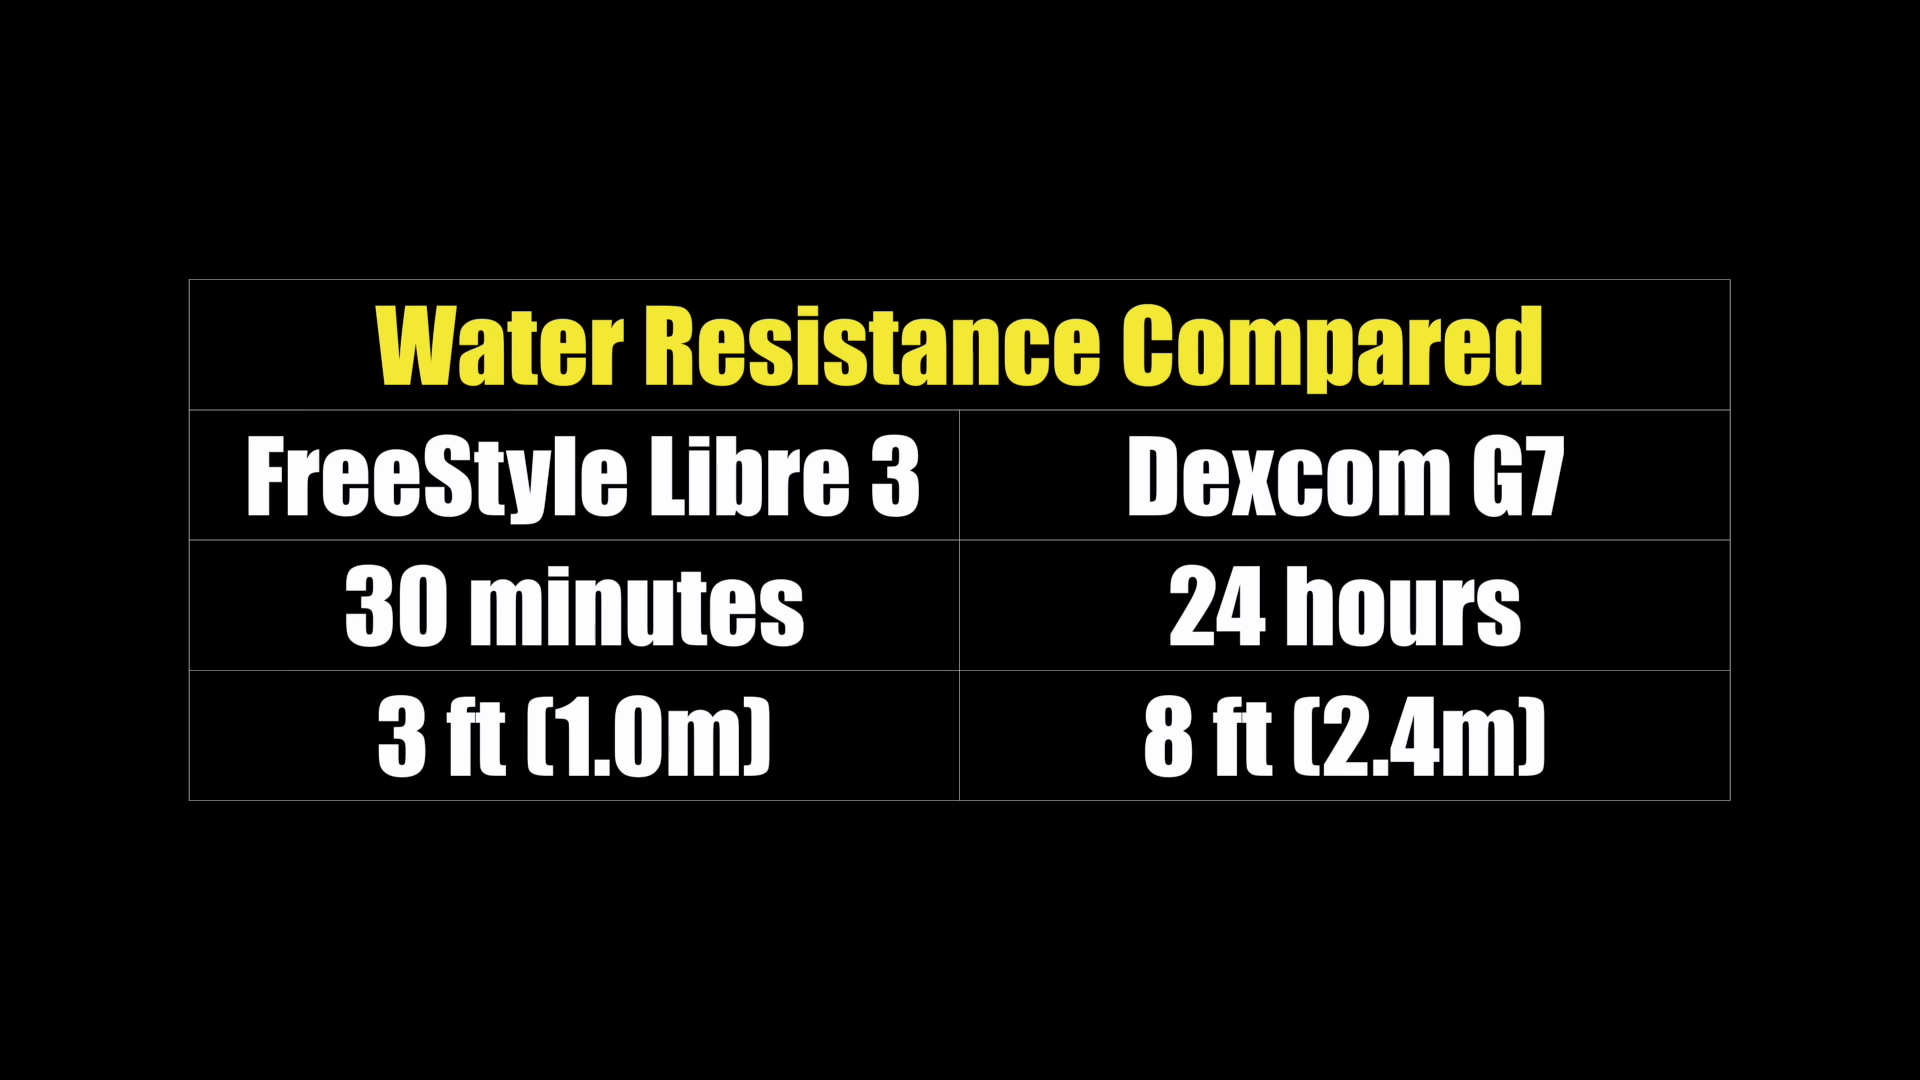 Water Resistance Compared
FreeStyle Libre 3 Dexcom G7
30 minutes 24 hours
3 ft (1.0m) 8 ft (2.4m)